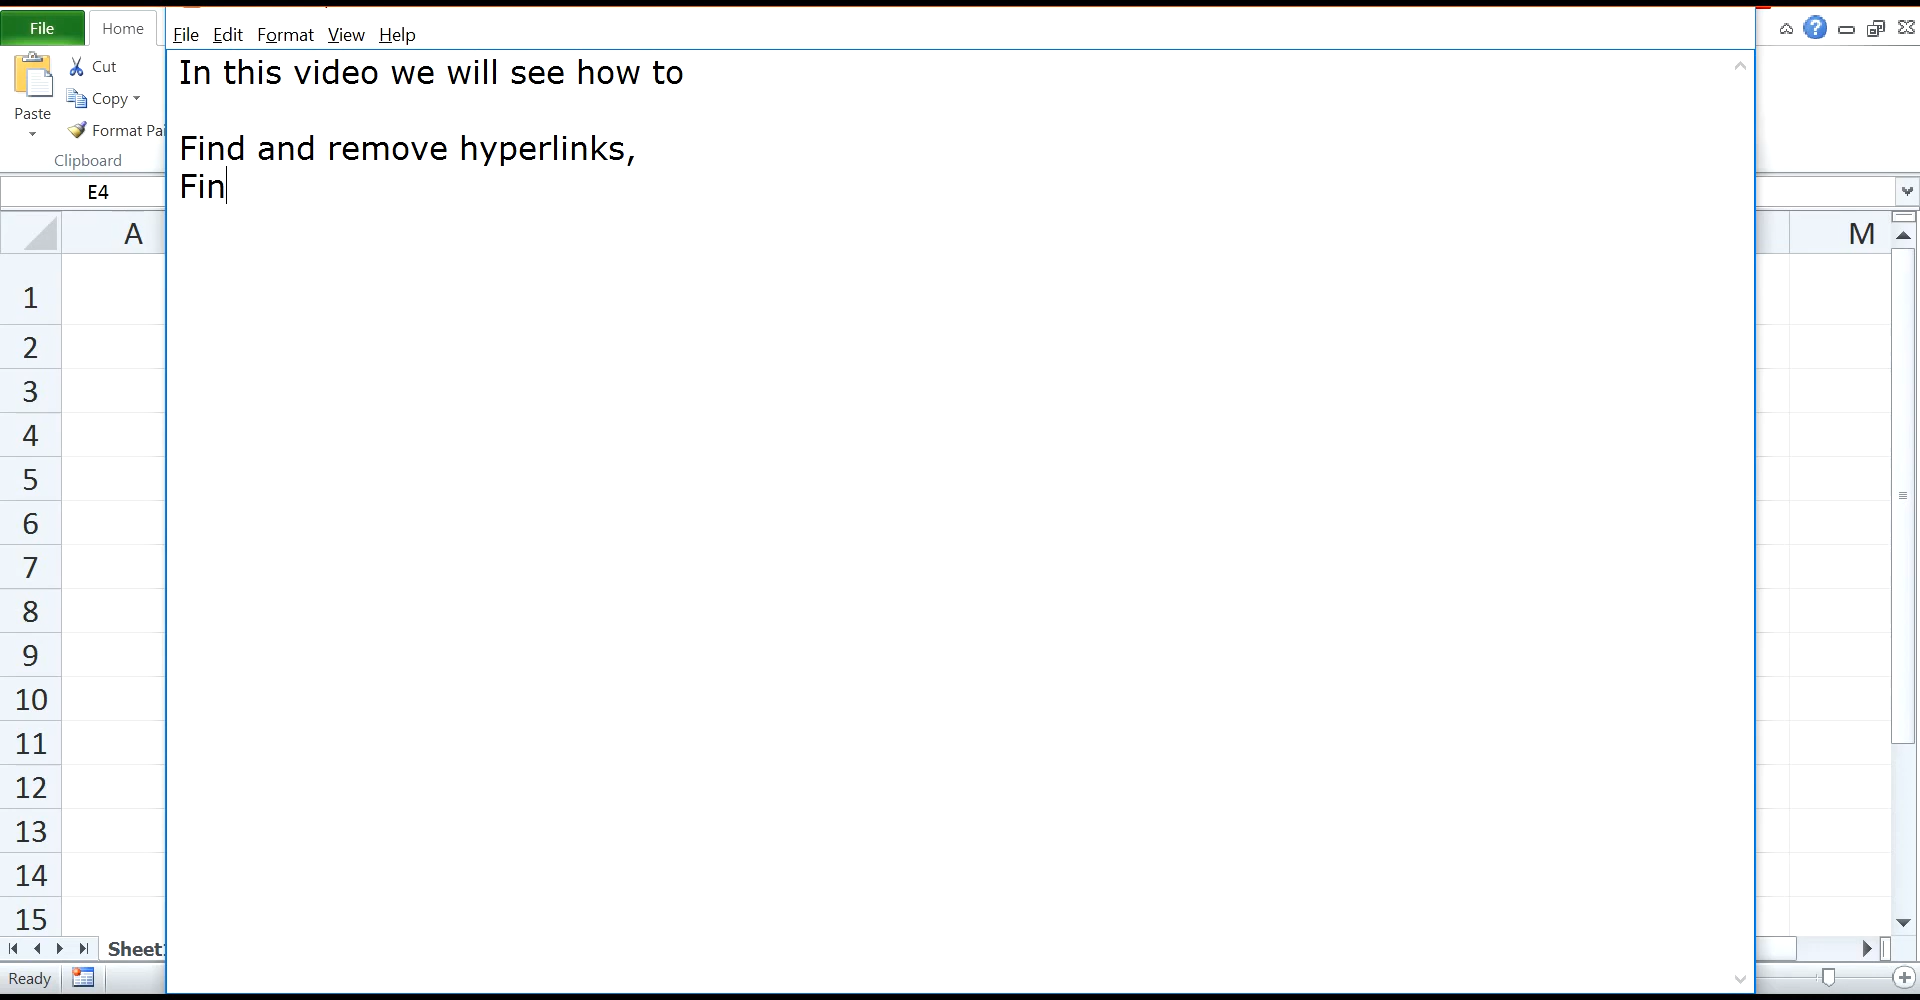 File Home
File Edit Format View Help
Cut
Copy
Paste
Format Pai
Clipboard
In this video we will see how to
Find and remove hyperlinks,
Fin
E4
A M
1
2
3
4
5
6
7
8
9
10
11
12
13
14
15
Sheet
Ready